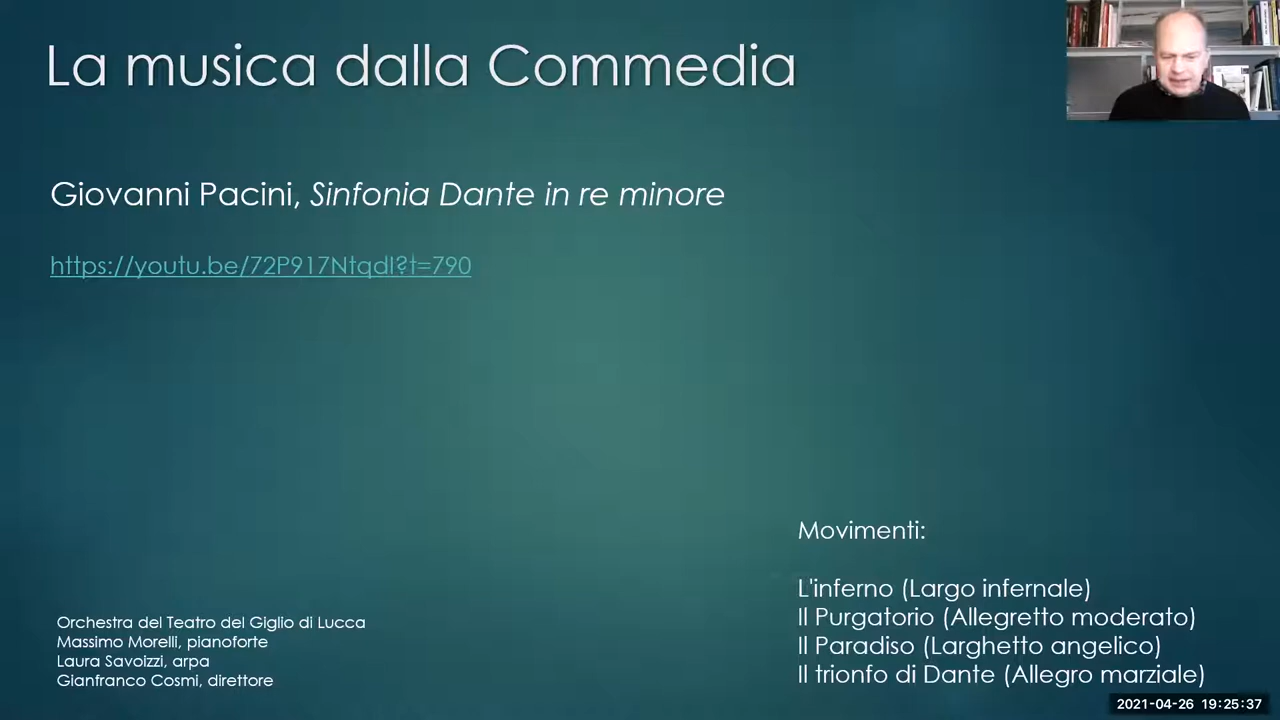 La musica dalla Commedia
Giovanni Pacini, Sinfonia Dante in re minore
https://youtu.be/72P917NtqdI?t=790
Movimenti:
L'inferno (Largo infernale)
Il Purgatorio (Allegretto moderato)
Il Paradiso (Larghetto angelico)
Il trionfo di Dante (Allegro marziale)
Orchestra del Teatro del Giglio di Lucca
Massimo Morelli, pianoforte
Laura Savoizzi, arpa
Gianfranco Cosmi, direttore
2021-04-26 19:25:37